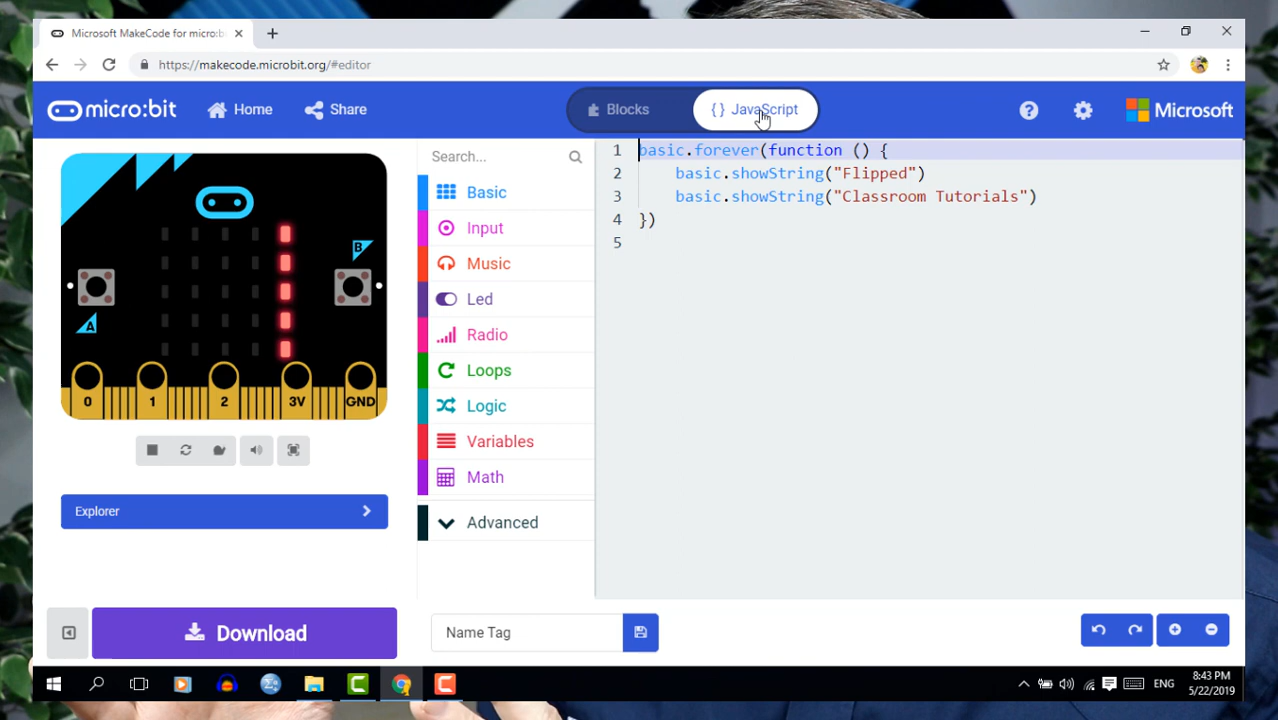 Microsoft MakeCode for micro:b
https://makecode.microbit.org/#editor
micro:bit
Home
Share
Blocks
{ } JavaScript
?
Microsoft
Search...
Basic
Input
Music
Led
Radio
Loops
Logic
Variables
Math
Advanced
1 basic.forever(function () {
2 basic.showString("Flipped")
3 basic.showString("Classroom Tutorials")
4 })
5
A
B
0 1 2 3V GND
Explorer
Download
Name Tag
ENG
8:43 PM
5/22/2019